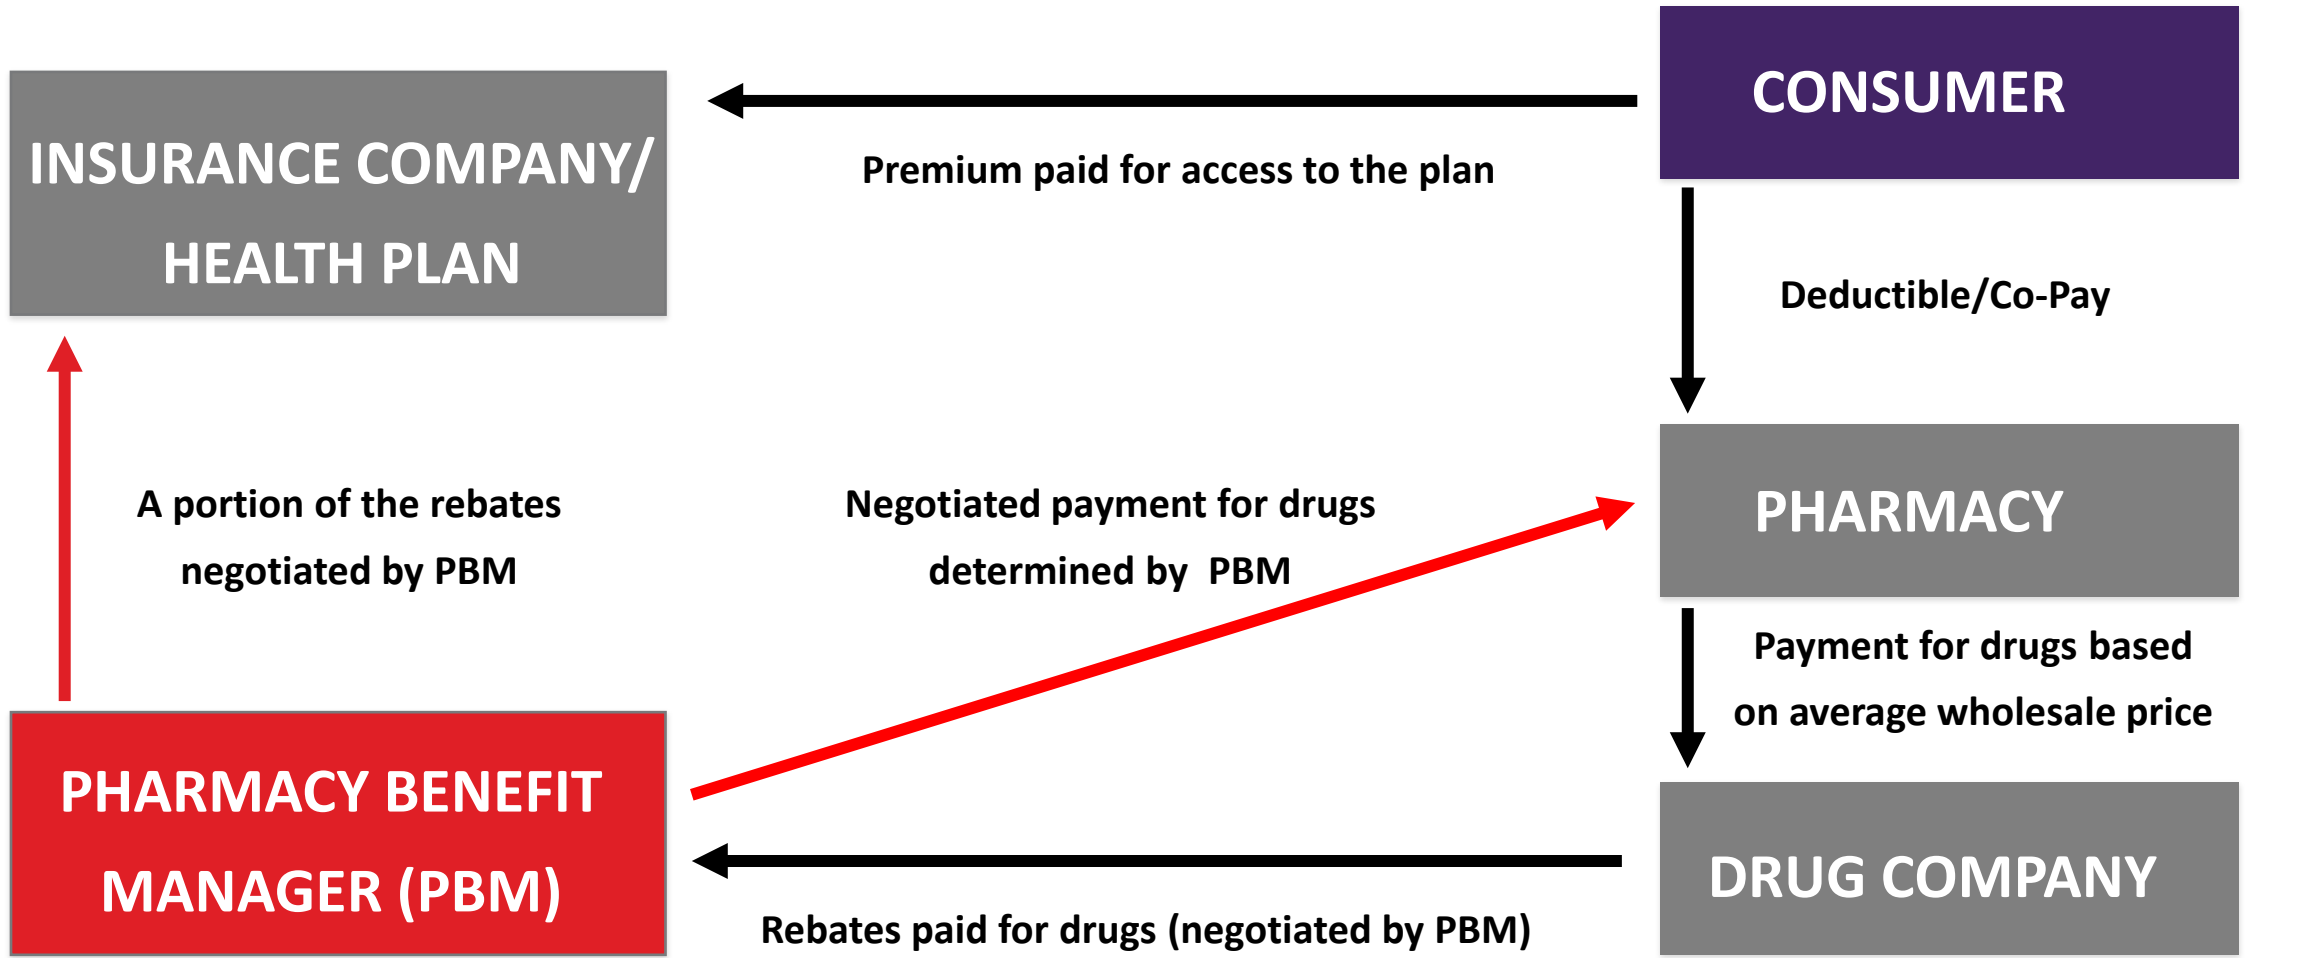 CONSUMER
INSURANCE COMPANY/
HEALTH PLAN
Premium paid for access to the plan
Deductible/Co-Pay
A portion of the rebates
negotiated by PBM
Negotiated payment for drugs
determined by  PBM
PHARMACY
Payment for drugs based
on average wholesale price
PHARMACY BENEFIT
MANAGER (PBM)
DRUG COMPANY
Rebates paid for drugs (negotiated by PBM)